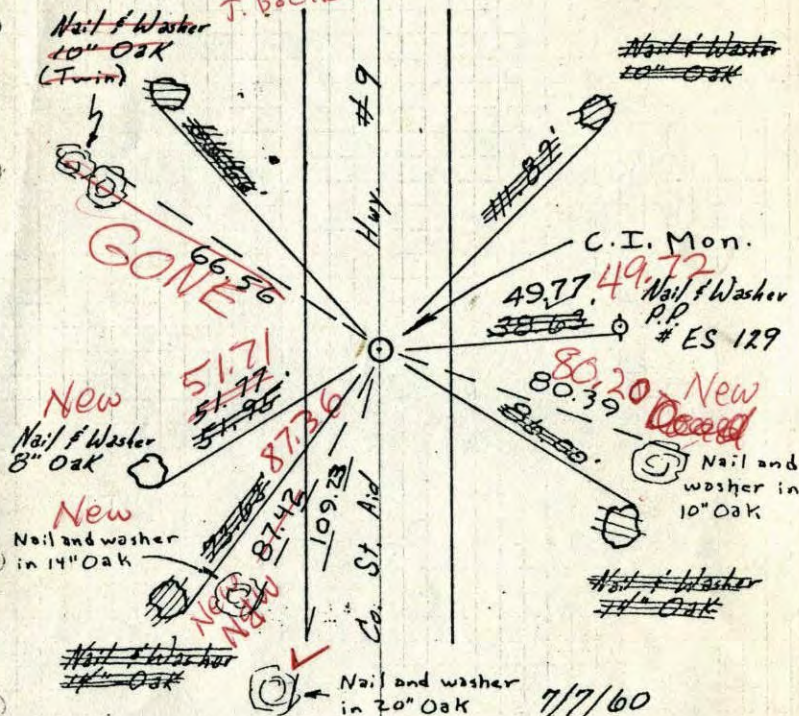 Nail & Washer
10" Oak
(Twin)
# 9
Hwy.
Nail & Washer
10" Oak
111.89'
C.I. Mon.
GONE
66.56
49.77 49.72
38.63
Nail & Washer
P.P.
# ES 129
51.71
51.77
51.95
80.20 New
80.39
New
Nail & Washer
8" Oak
87.36
Nail and
washer in
10" Oak
New
Nail and washer
in 14" Oak
87.42
109.23
Co. St. Aid
New
New
Nail & Washer
14" Oak
Nail & Washer
14" Oak
Nail and washer
in 20" Oak
7/7/60